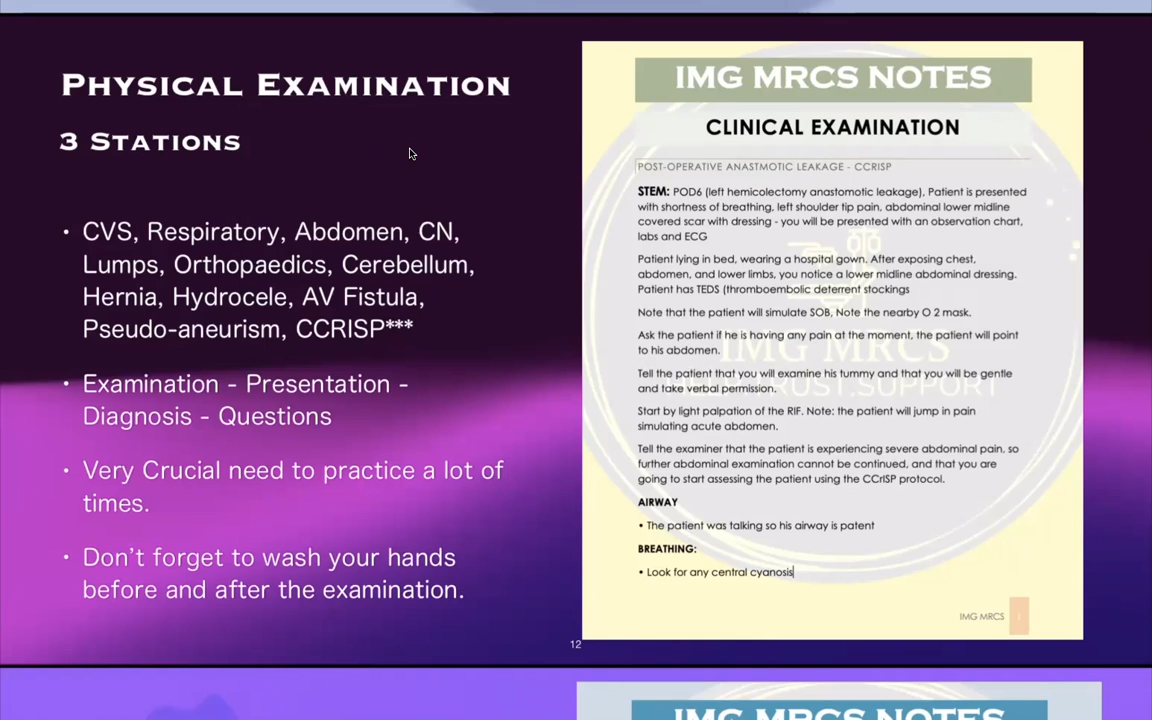 PHYSICAL EXAMINATION
3 STATIONS
• CVS, Respiratory, Abdomen, CN,
Lumps, Orthopaedics, Cerebellum,
Hernia, Hydrocele, AV Fistula,
Pseudo-aneurism, CCRISP***
• Examination - Presentation -
Diagnosis - Questions
• Very Crucial need to practice a lot of
times.
• Don't forget to wash your hands
before and after the examination.
IMG MRCS NOTES
CLINICAL EXAMINATION
POST-OPERATIVE ANASTMOTIC LEAKAGE - CCRISP
STEM: POD6 (left hemicolectomy anastomotic leakage), Patient is presented
with shortness of breathing, left shoulder tip pain, abdominal lower midline
covered scar with dressing - you will be presented with an observation chart,
labs and ECG
Patient lying in bed, wearing a hospital gown. After exposing chest,
abdomen, and lower limbs, you notice a lower midline abdominal dressing.
Patient has TEDS (thromboembolic deterrent stockings
Note that the patient will simulate SOB, Note the nearby O 2 mask.
Ask the patient if he is having any pain at the moment, the patient will point
to his abdomen.
IMG MRCS
Tell the patient that you will examine his tummy and that you will be gentle
and take verbal permission.
TRUST.SUPPORT
Start by light palpation of the RIF. Note: the patient will jump in pain
simulating acute abdomen.
Tell the examiner that the patient is experiencing severe abdominal pain, so
further abdominal examination cannot be continued, and that you are
going to start assessing the patient using the CCrISP protocol.
AIRWAY
• The patient was talking so his airway is patent
BREATHING:
• Look for any central cyanosis
IMG MRCS
12
IMG MRCS NOTES